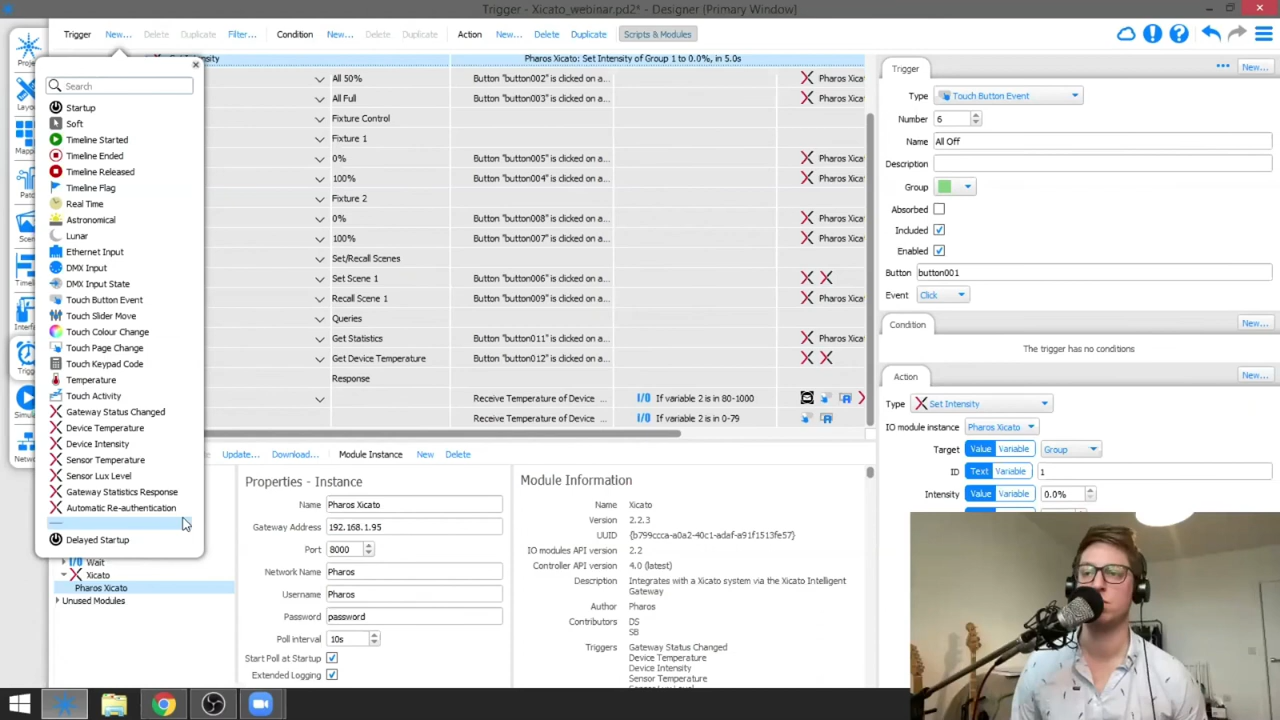 Trigger - Xicato_webinar.pd2* - Designer (Primary Window)
Trigger New... Delete Duplicate Filter... Condition New... Delete Duplicate Action New... Delete Duplicate Scripts & Modules
Search
Startup
Soft
Timeline Started
Timeline Ended
Timeline Released
Timeline Flag
Real Time
Astronomical
Lunar
Ethernet Input
DMX Input
DMX Input State
Touch Button Event
Touch Slider Move
Touch Colour Change
Touch Page Change
Touch Keypad Code
Temperature
Touch Activity
Gateway Status Changed
Device Temperature
Device Intensity
Sensor Temperature
Sensor Lux Level
Gateway Statistics Response
Automatic Re-authentication
Delayed Startup
I/O Wait
Xicato
Pharos Xicato
Unused Modules
Pharos Xicato: Set Intensity of Group 1 to 0.0%, in 5.0s
All 50% Button "button002" is clicked on a... Pharos Xica
All Full Button "button003" is clicked on a... Pharos Xica
Fixture Control
Fixture 1
0% Button "button005" is clicked on a... Pharos Xica
100% Button "button004" is clicked on a... Pharos Xica
Fixture 2
0% Button "button008" is clicked on a... Pharos Xica
100% Button "button007" is clicked on a... Pharos Xica
Set/Recall Scenes
Set Scene 1 Button "button006" is clicked on a...
Recall Scene 1 Button "button009" is clicked on a... Pharos Xica
Queries
Get Statistics Button "button011" is clicked on a... Pharos Xica
Get Device Temperature Button "button012" is clicked on a...
Response
Receive Temperature of Device ... I/O If variable 2 is in 80-1000
Receive Temperature of Device ... I/O If variable 2 is in 0-79
Update... Download... Module Instance New Delete
Properties - Instance
Name Pharos Xicato
Gateway Address 192.168.1.95
Port 8000
Network Name Pharos
Username Pharos
Password password
Poll interval 10s
Start Poll at Startup
Extended Logging
Module Information
Name Xicato
Version 2.2.3
UUID {b799ccca-a0a2-40c1-adaf-a91f1513fe57}
IO modules API version 2.2
Controller API version 4.0 (latest)
Description Integrates with a Xicato system via the Xicato Intelligent
Gateway
Author Pharos
Contributors DS
SB
Triggers Gateway Status Changed
Device Temperature
Device Intensity
Sensor Temperature
Trigger New...
Type Touch Button Event
Number 6
Name All Off
Description
Group
Absorbed
Included
Enabled
Button button001
Event Click
Condition New...
The trigger has no conditions
Action New...
Type Set Intensity
IO module instance Pharos Xicato
Target Value Variable Group
ID Text Variable 1
Intensity Value Variable 0.0%